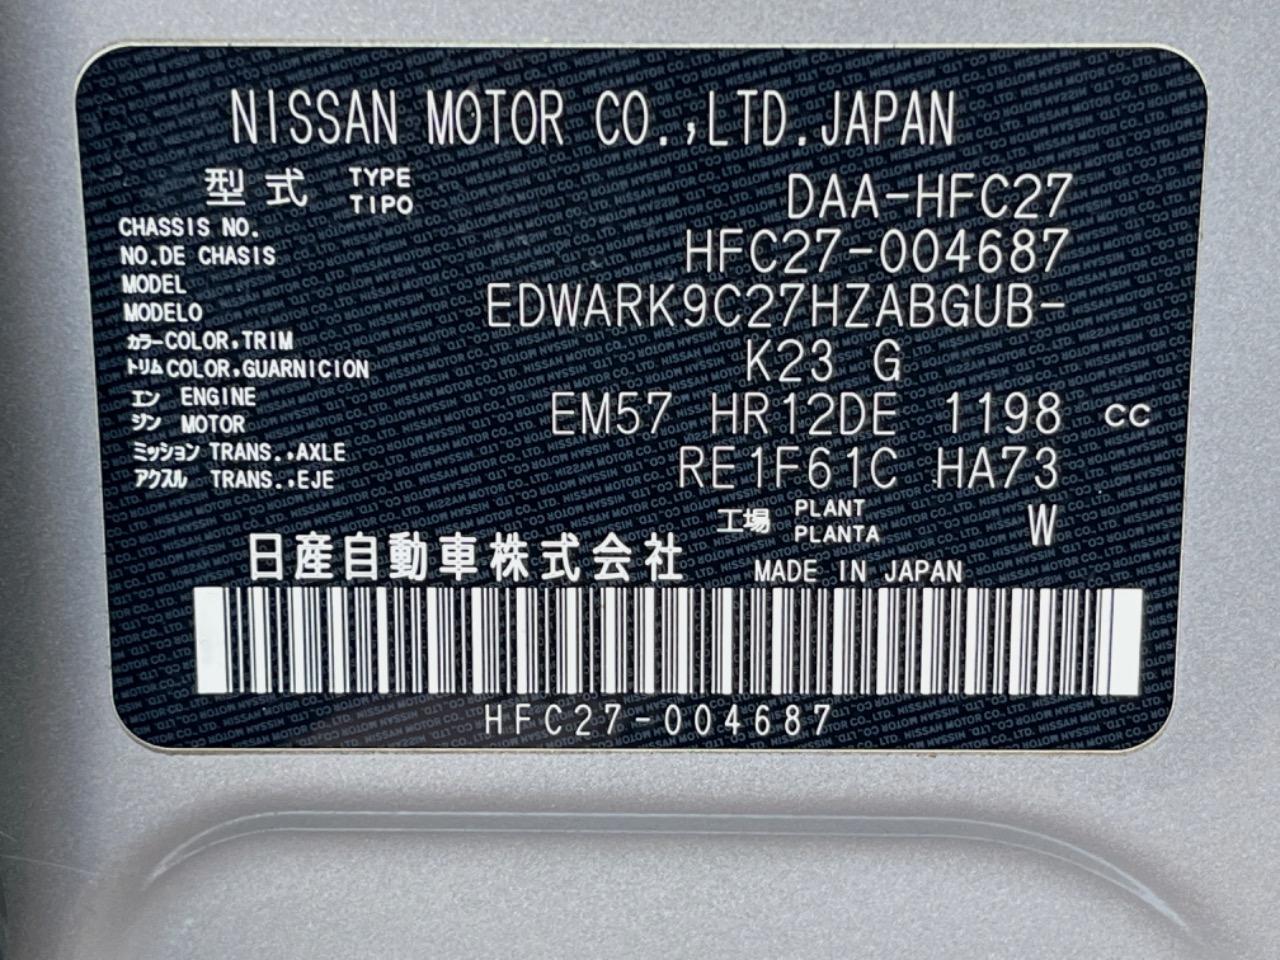 NISSAN MOTOR CO.,LTD.JAPAN
型式 TYPE TIPO DAA-HFC27
CHASSIS NO.
NO.DE CHASIS HFC27-004687
MODEL
MODELO EDWARK9C27HZABGUB-
カラー COLOR,TRIM
トリム COLOR,GUARNICION K23 G
エン ENGINE
ジン MOTOR EM57 HR12DE 1198 cc
ミッション TRANS.,AXLE
アクスル TRANS.,EJE RE1F61C HA73
工場 PLANT PLANTA W
日産自動車株式会社 MADE IN JAPAN
HFC27-004687